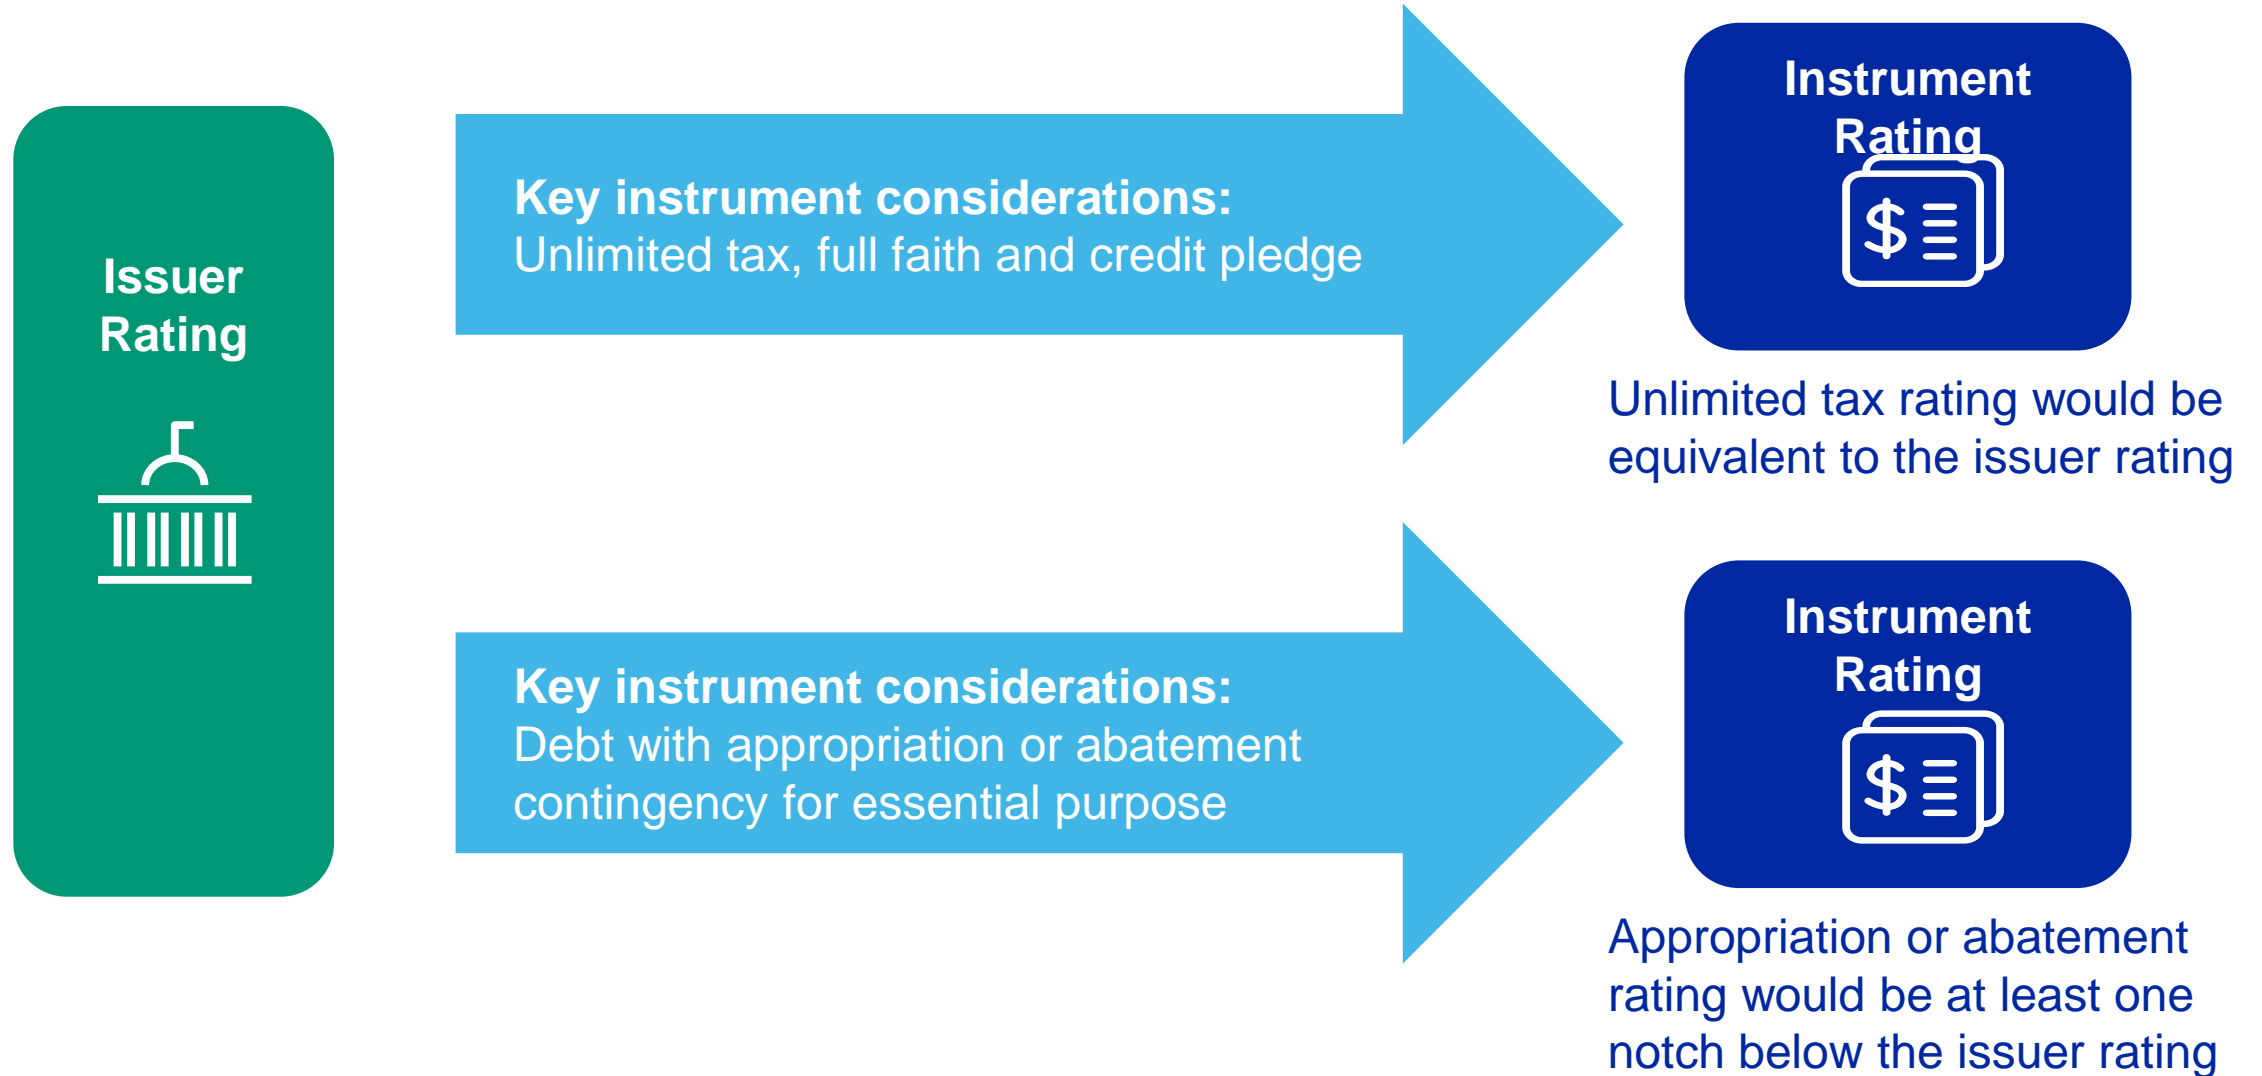 Issuer
Rating
Key instrument considerations:
Unlimited tax, full faith and credit pledge
Instrument
Rating
$
Unlimited tax rating would be
equivalent to the issuer rating
Key instrument considerations:
Debt with appropriation or abatement
contingency for essential purpose
Instrument
Rating
$
Appropriation or abatement
rating would be at least one
notch below the issuer rating